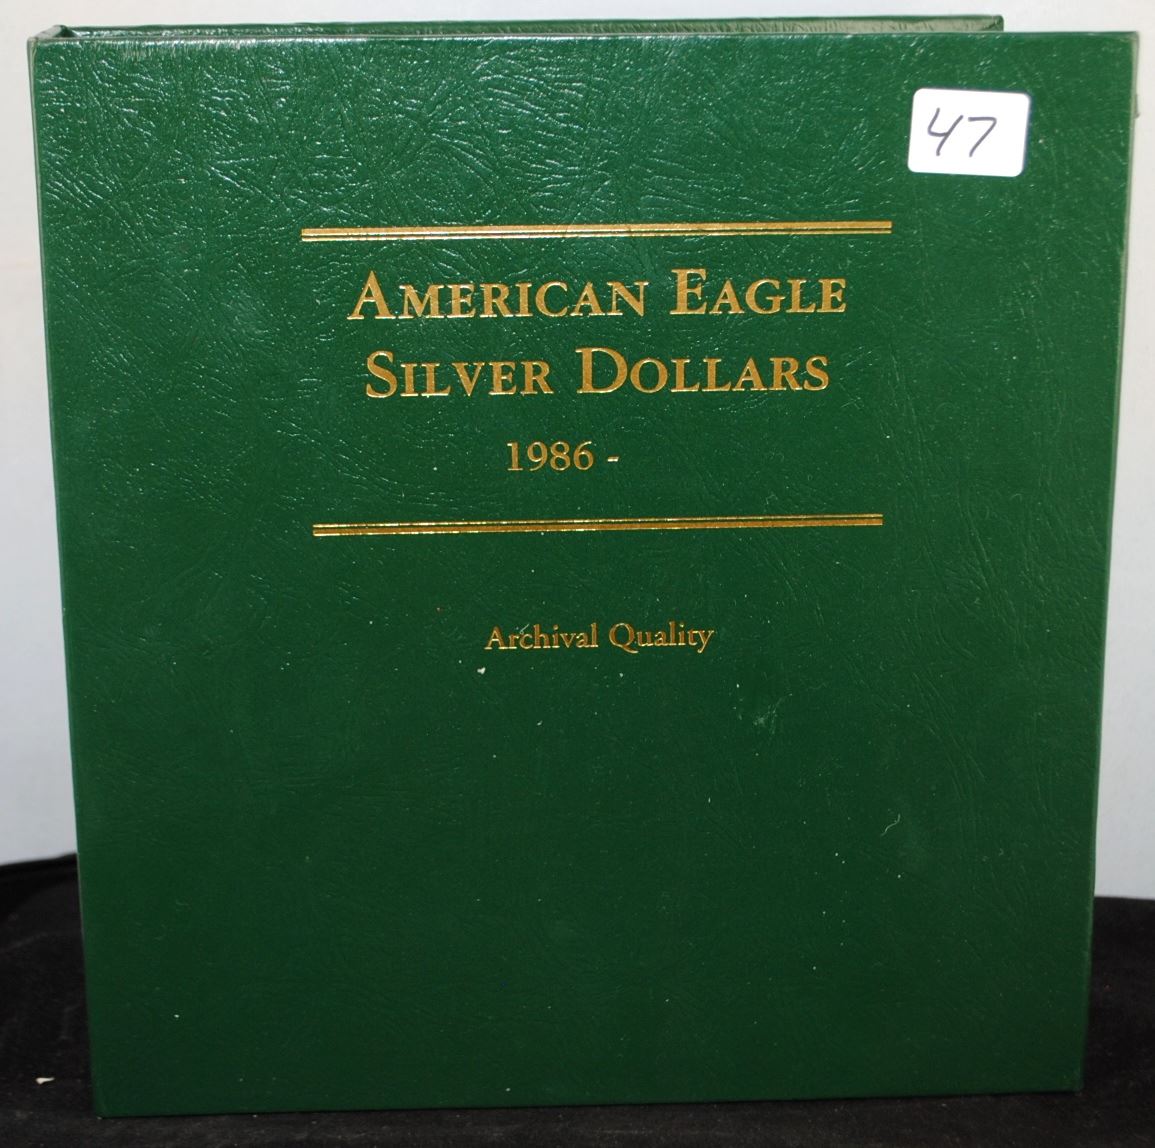 47
AMERICAN EAGLE
SILVER DOLLARS
1986 -
Archival Quality